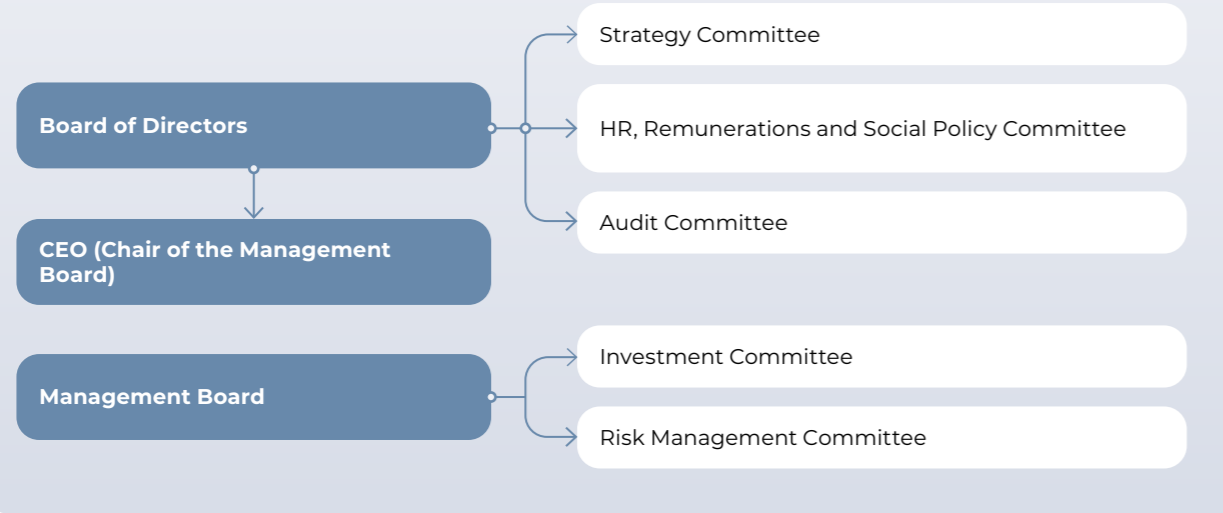 Strategy Committee
Board of Directors
HR, Remunerations and Social Policy Committee
Audit Committee
CEO (Chair of the Management
Board)
Investment Committee
Management Board
Risk Management Committee